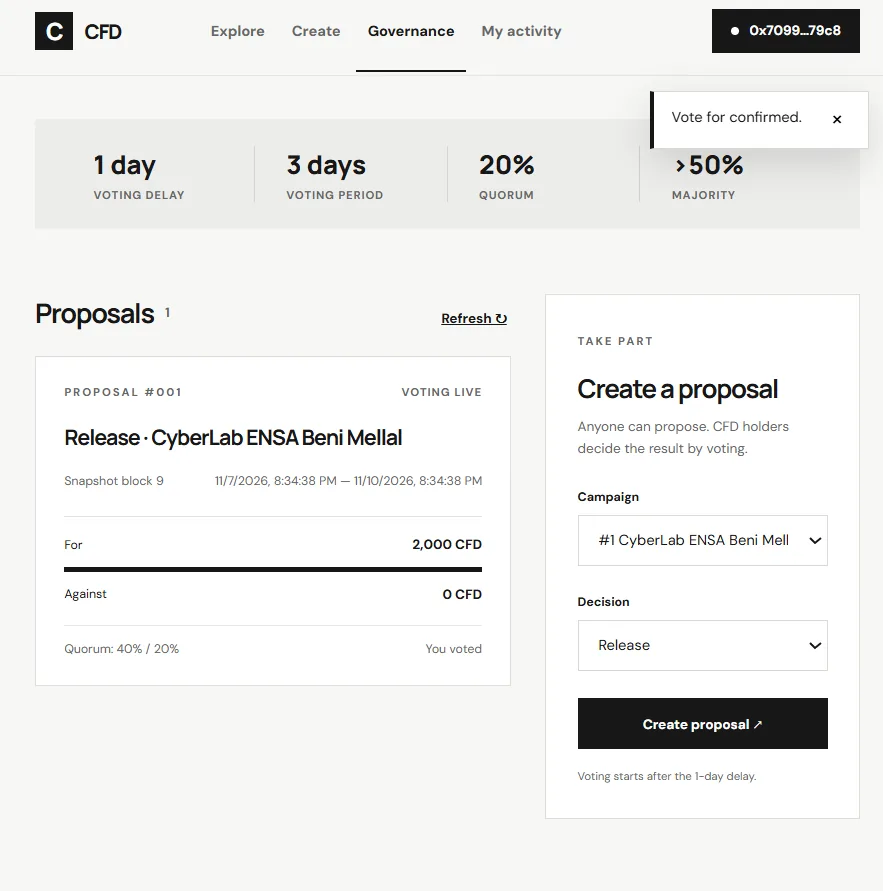 C CFD Explore Create Governance My activity 0x7099...79c8
Vote for confirmed. ×
1 day
VOTING DELAY
3 days
VOTING PERIOD
20%
QUORUM
>50%
MAJORITY
Proposals 1
Refresh ↻
PROPOSAL #001 VOTING LIVE
Release · CyberLab ENSA Beni Mellal
Snapshot block 9 11/7/2026, 8:34:38 PM — 11/10/2026, 8:34:38 PM
For 2,000 CFD
Against 0 CFD
Quorum: 40% / 20% You voted
TAKE PART
Create a proposal
Anyone can propose. CFD holders
decide the result by voting.
Campaign
#1 CyberLab ENSA Beni Mell
Decision
Release
Create proposal ↗
Voting starts after the 1-day delay.